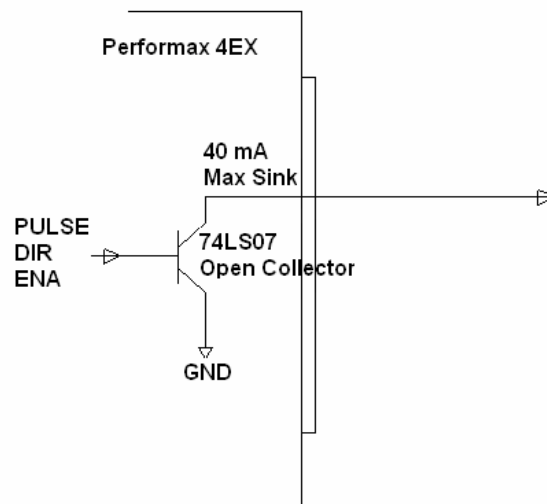 Performax 4EX
40 mA
Max Sink
PULSE
DIR
ENA
74LS07
Open Collector
GND